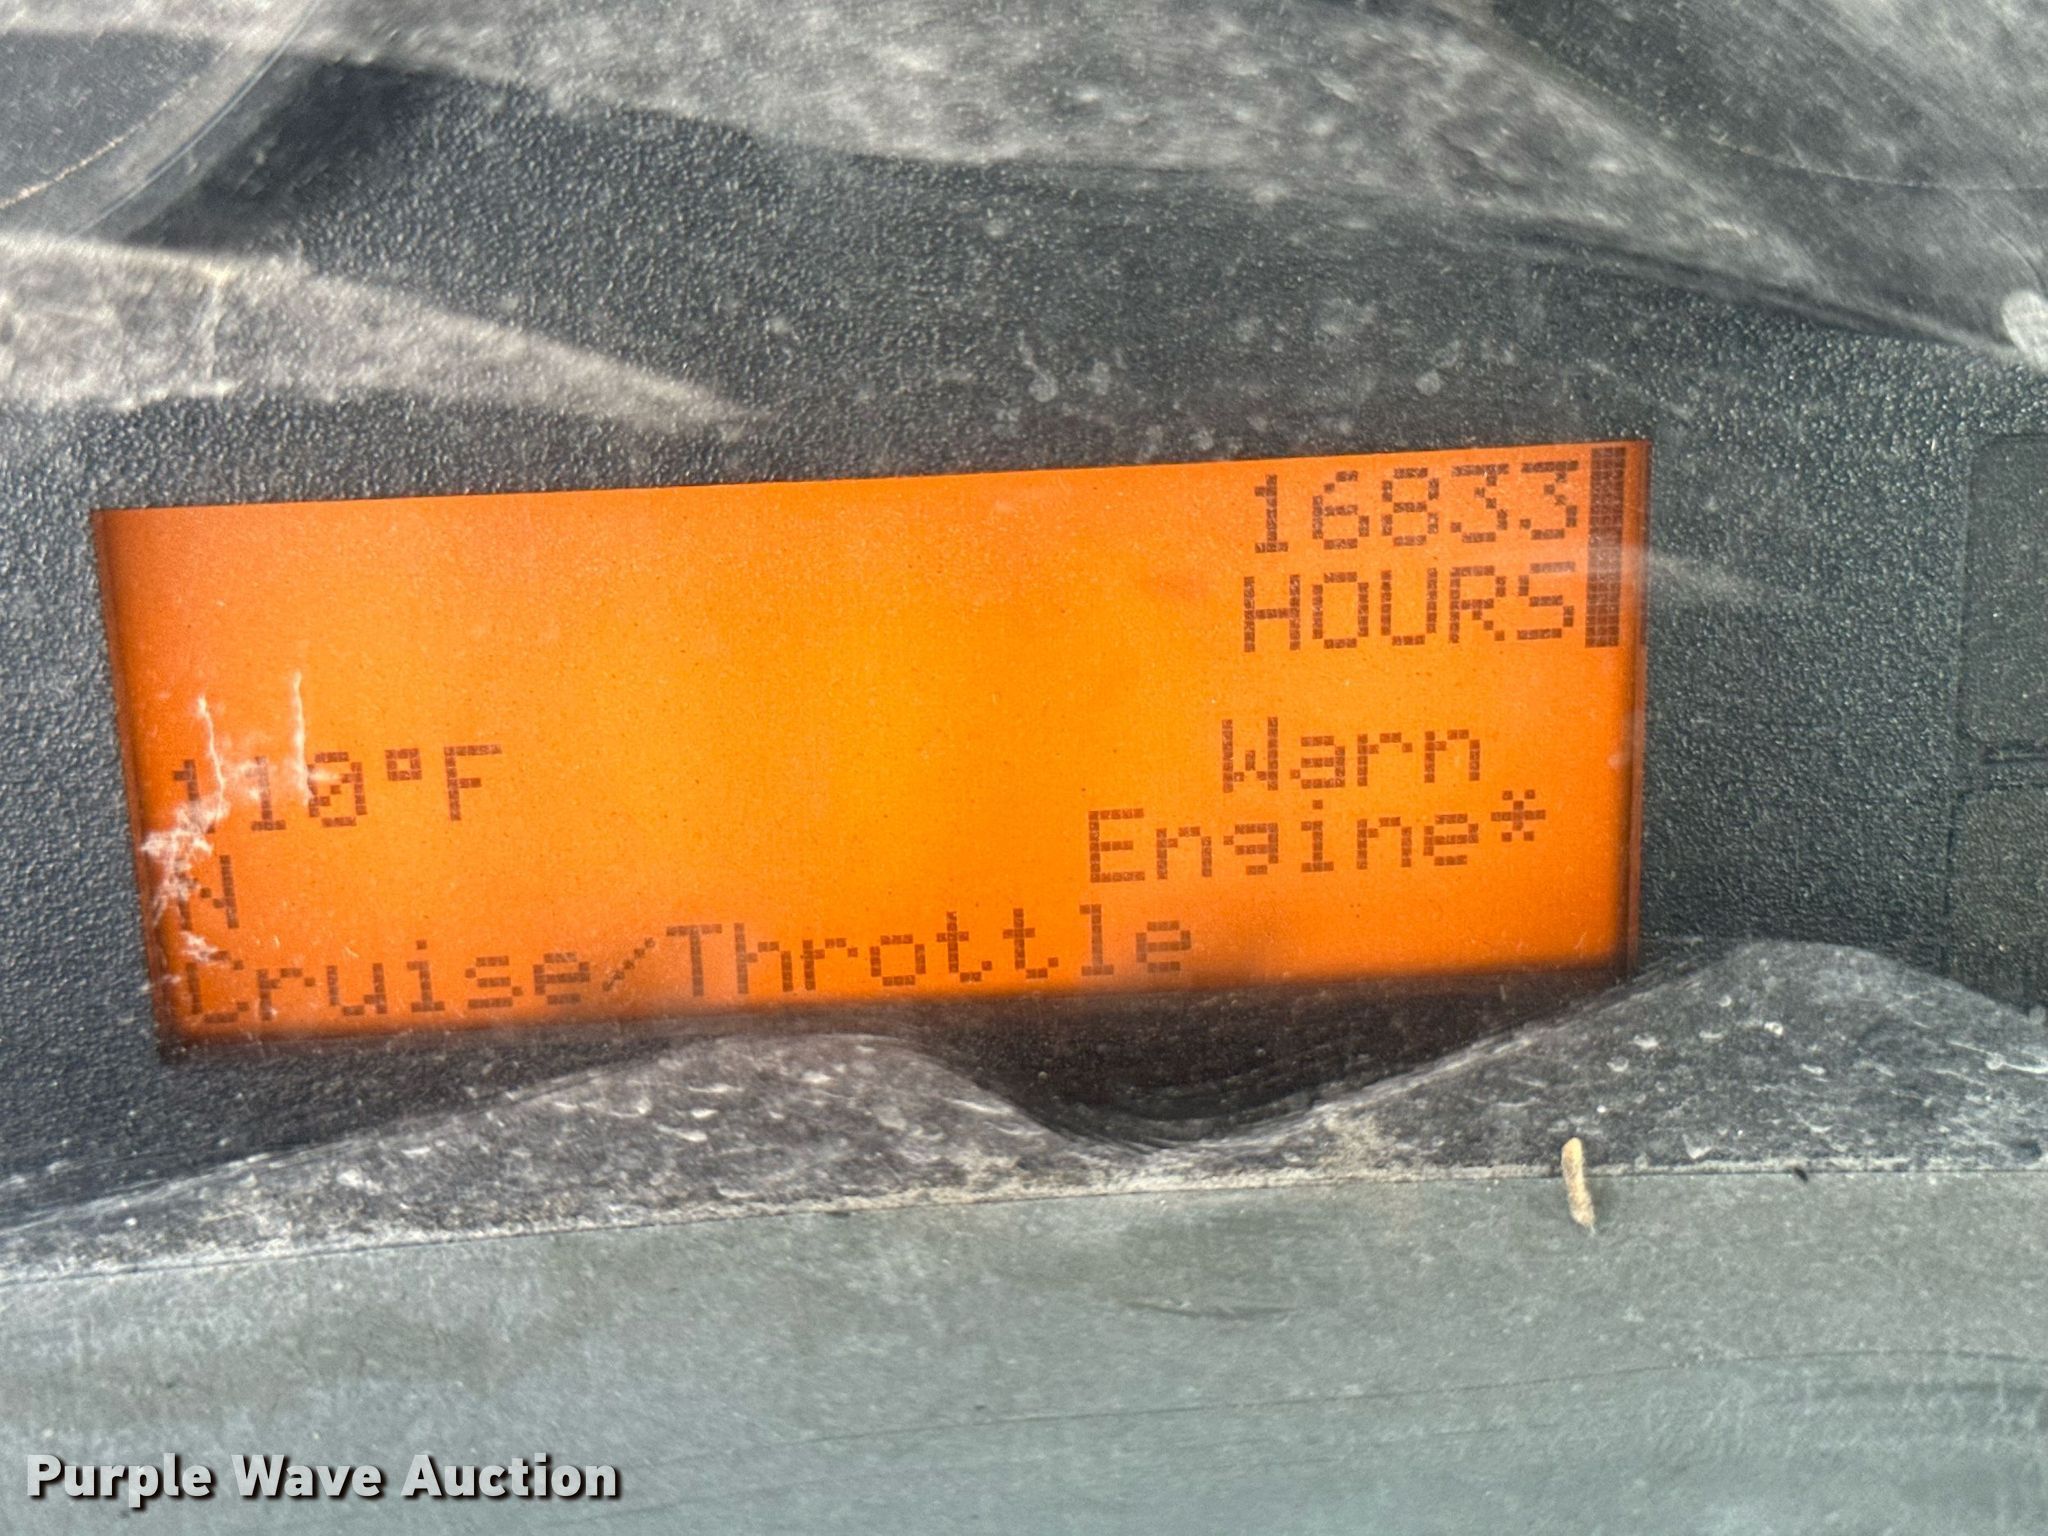 16833
HOURS
110°F
Warn
N
Engine*
Cruise/Throttle
Purple Wave Auction